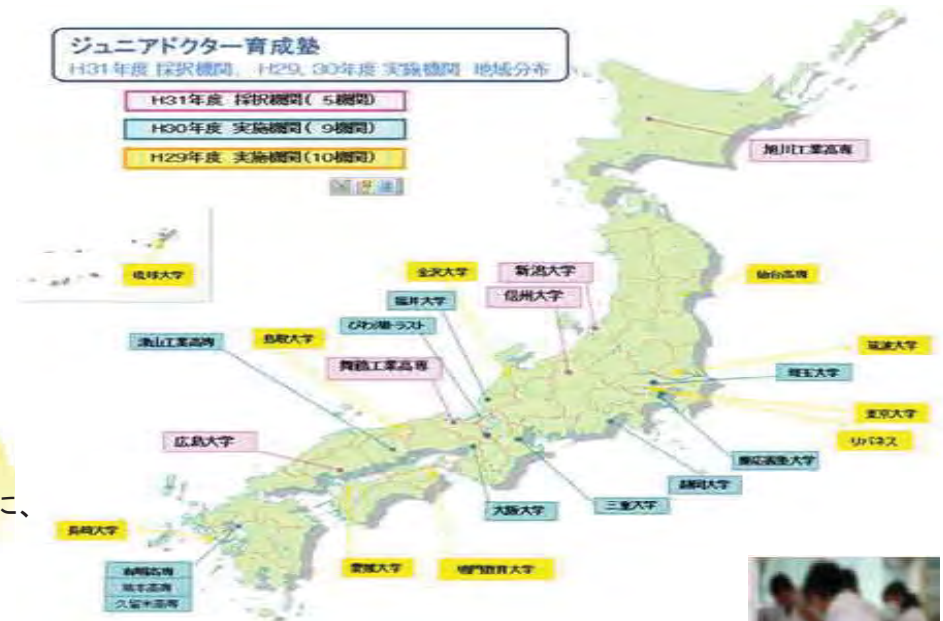 ジュニアドクター育成塾
H31年度 採択機関、 H29、30年度 実施機関 地域分布
H31年度 採択機関( 5機関)
H30年度 実施機関( 9機関)
H29年度 実施機関(10機関)
旭川工業高専
琉球大学
金沢大学
新潟大学
仙台高専
福井大学
信州大学
びわ湖トラスト
津山工業高専
鳥取大学
筑波大学
舞鶴工業高専
埼玉大学
東京大学
広島大学
リバネス
慶応義塾大学
静岡大学
に、
大阪大学
三重大学
長崎大学
愛媛大学
鳴門教育大学
有明高専
熊本高専
久留米高専